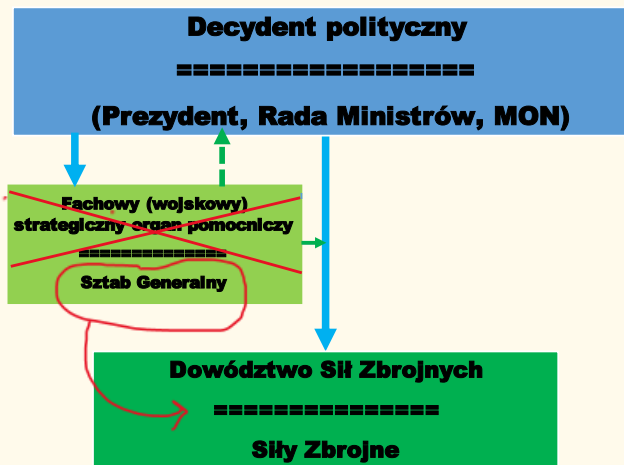 Decydent polityczny
==================
(Prezydent, Rada Ministrów, MON)
Fachowy (wojskowy)
strategiczny organ pomocniczy
==============
Sztab Generalny
Dowództwo Sił Zbrojnych
===============
Siły Zbrojne